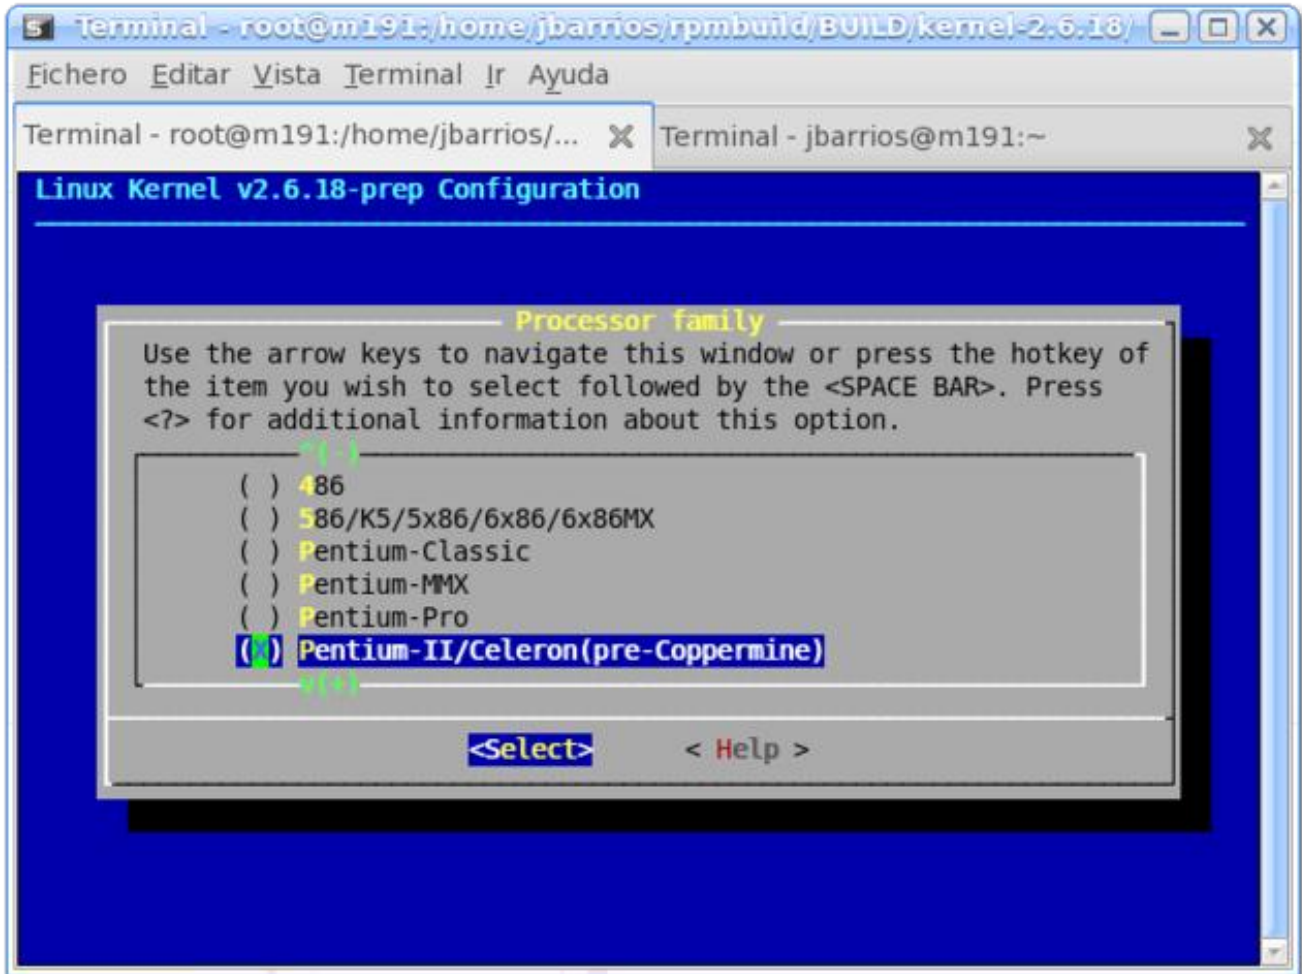 Terminal - root@m191:/home/jbarrios/rpmbuild/BUILD/kernel-2.6.18/
Fichero Editar Vista Terminal Ir Ayuda
Terminal - root@m191:/home/jbarrios/... Terminal - jbarrios@m191:~
Linux Kernel v2.6.18-prep Configuration
Processor family
Use the arrow keys to navigate this window or press the hotkey of
the item you wish to select followed by the <SPACE BAR>. Press
<?> for additional information about this option.
^(-)
( ) 486
( ) 586/K5/5x86/6x86/6x86MX
( ) Pentium-Classic
( ) Pentium-MMX
( ) Pentium-Pro
(X) Pentium-II/Celeron(pre-Coppermine)
v(+)
<Select> < Help >